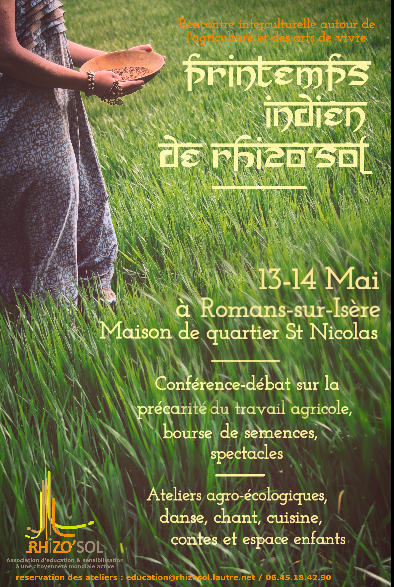 Rencontre interculturelle autour de
l'agriculture et des arts de vivre
printemps
indien
de rhizo'sol
13-14 Mai
à Romans-sur-Isère
Maison de quartier St Nicolas
Conférence-débat sur la
précarité du travail agricole,
bourse de semences,
spectacles
Ateliers agro-écologiques,
danse, chant, cuisine,
contes et espace enfants
RHIZO'SOL
Association d'éducation & sensibilisation
à une citoyenneté mondiale active
reservation des ateliers : education@rhizosol.lautre.net / 06.45.18.42.90